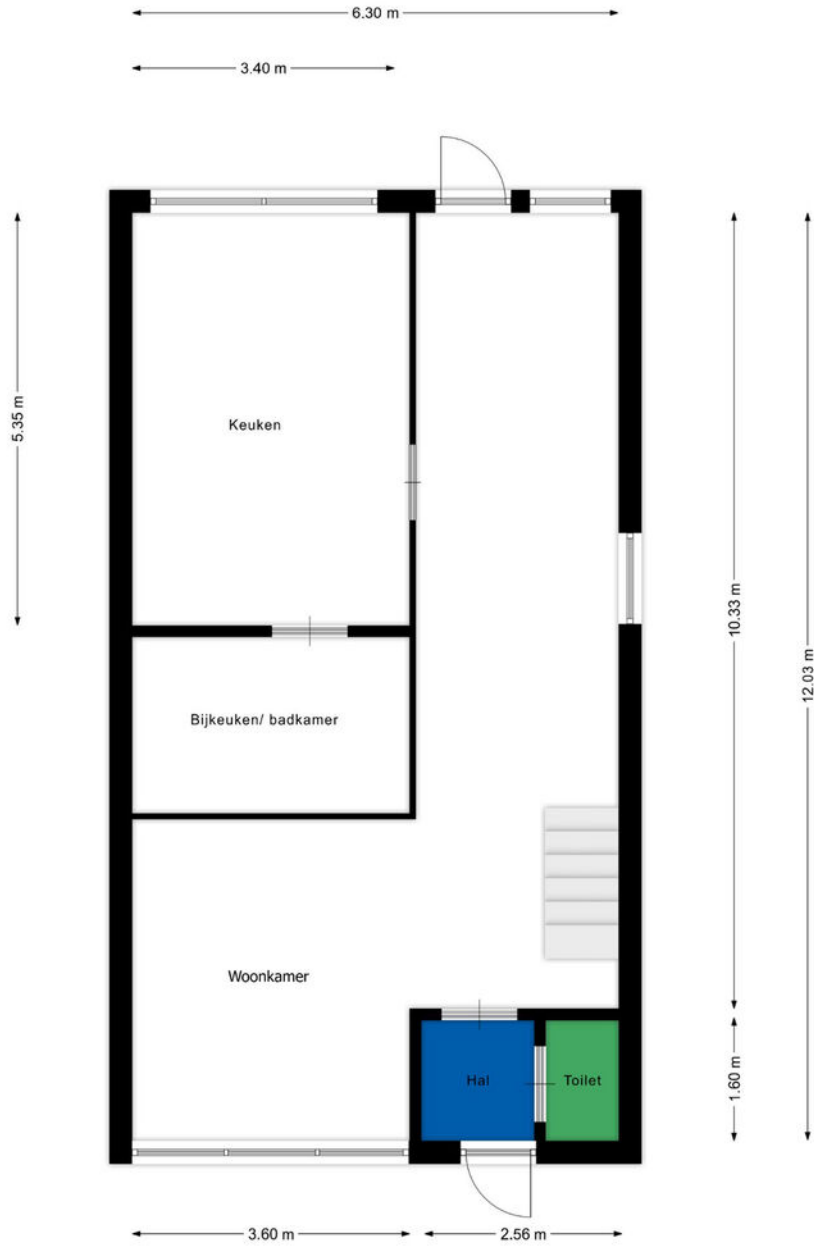 6.30 m
3.40 m
5.35 m
Keuken
10.33 m
12.03 m
Bijkeuken/ badkamer
Woonkamer
Hal
Toilet
1.60 m
3.60 m
2.56 m